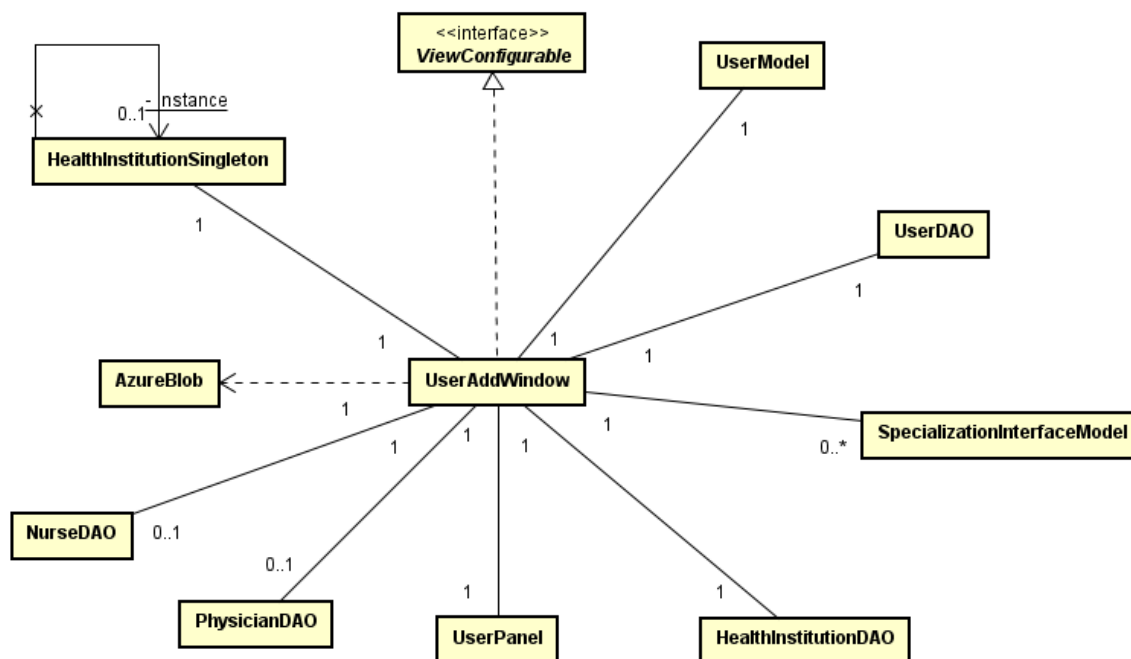 <<interface>>
ViewConfigurable
UserModel
- nstance
0..1
1
HealthInstitutionSingleton
1
UserDAO
1
1
1
1
AzureBlob
UserAddWindow
1
1
1
1
1
SpecializationInterfaceModel
0..*
NurseDAO
0..1
0..1
1
1
PhysicianDAO
UserPanel
HealthInstitutionDAO